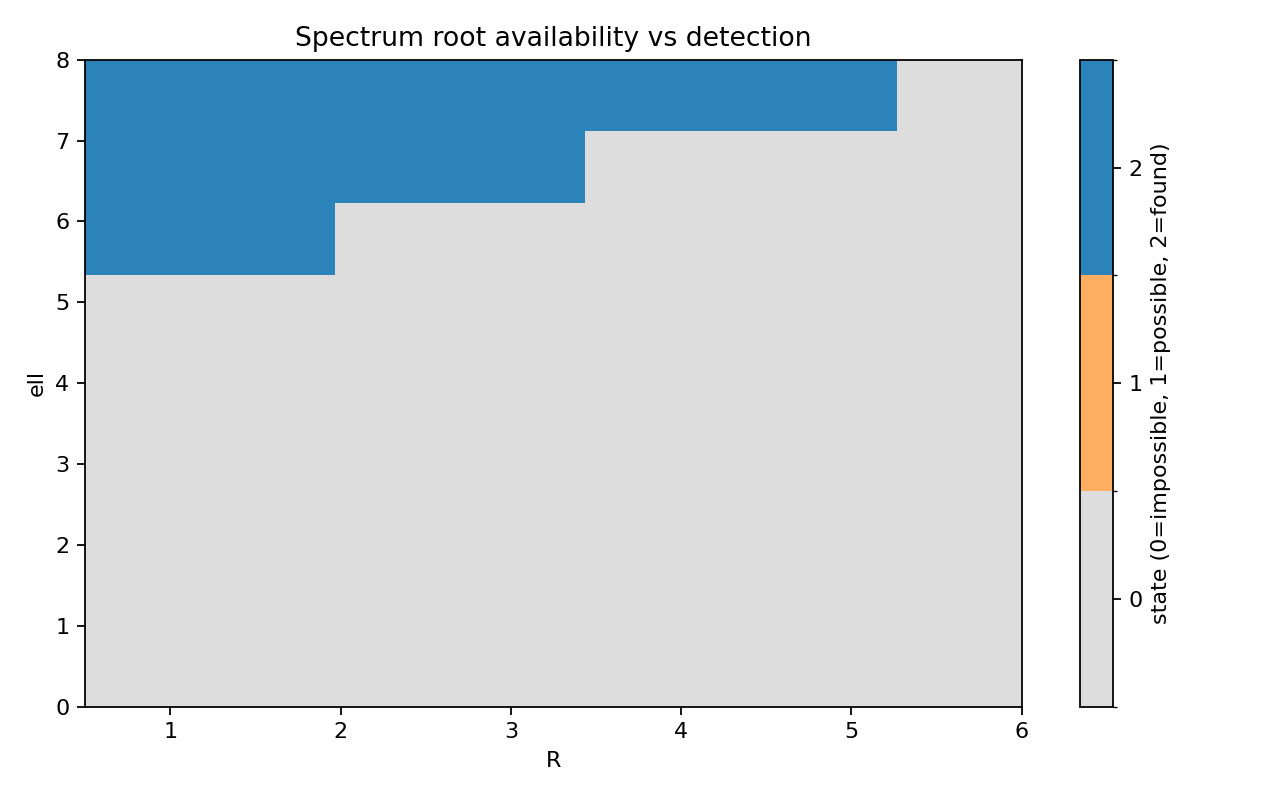 Spectrum root availability vs detection
8
7
6
5
4
3
2
1
0
ell
1 2 3 4 5 6
R
2
1
0
state (0=impossible, 1=possible, 2=found)